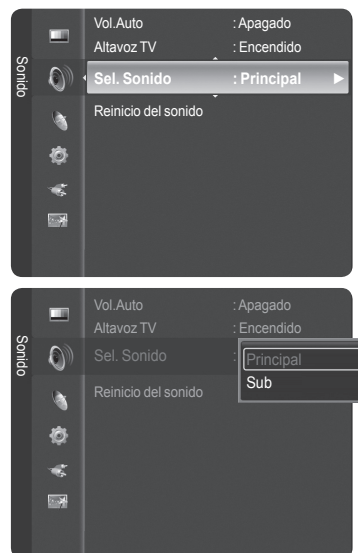 Sonido
Vol.Auto : Apagado
Altavoz TV : Encendido
Sel. Sonido : Principal
Reinicio del sonido
Sonido
Vol.Auto : Apagado
Altavoz TV : Encendido
Sel. Sonido : Principal
Sub
Reinicio del sonido